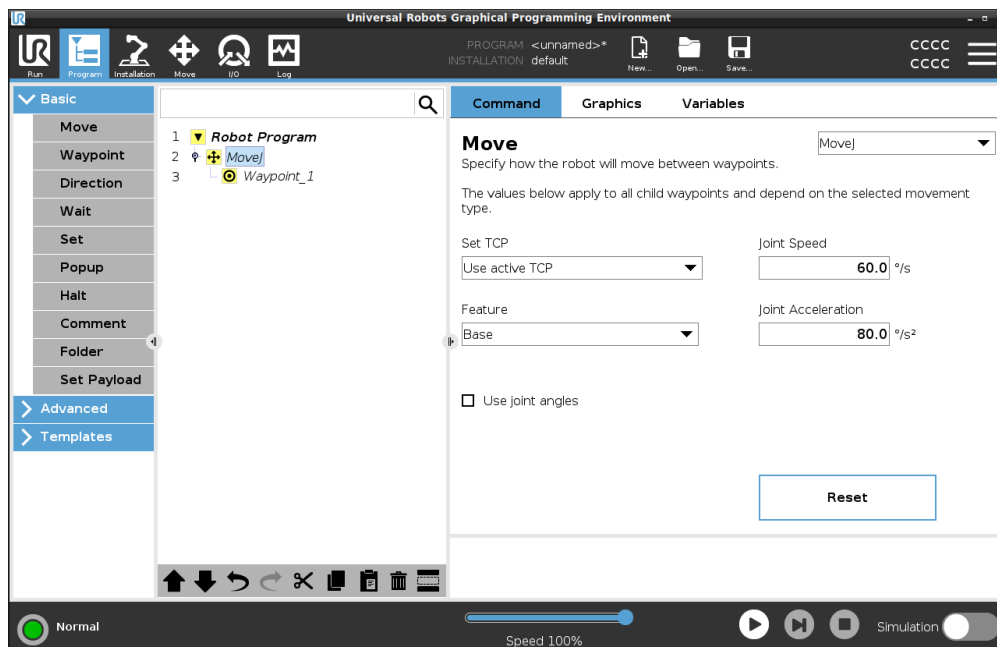 Universal Robots Graphical Programming Environment
UR
Run
Program
Installation
Move
I/O
Log
PROGRAM <unnamed>*
INSTALLATION default
New...
Open...
Save...
CCCC
CCCC
Basic
Move
Waypoint
Direction
Wait
Set
Popup
Halt
Comment
Folder
Set Payload
Advanced
Templates
1 Robot Program
2 MoveJ
3 Waypoint_1
Command Graphics Variables
Move
MoveJ
Specify how the robot will move between waypoints.
The values below apply to all child waypoints and depend on the selected movement
type.
Set TCP
Use active TCP
Joint Speed
60.0 °/s
Feature
Base
Joint Acceleration
80.0 °/s²
Use joint angles
Reset
Normal
Speed 100%
Simulation